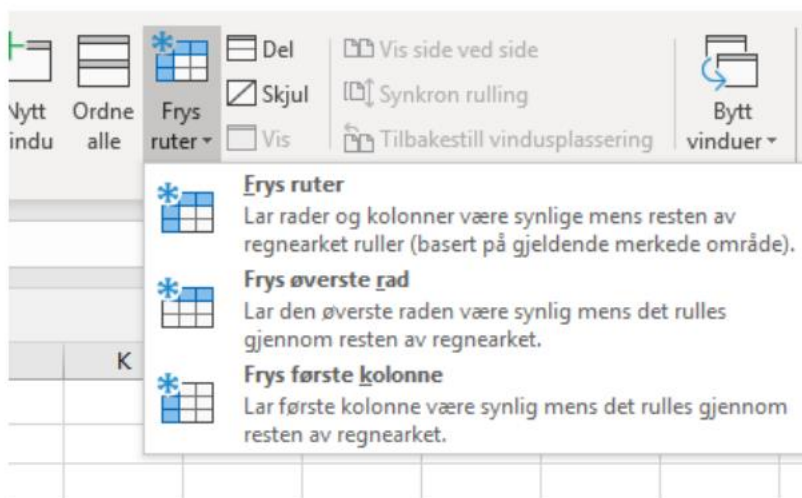 Nytt
indu
Ordne
alle
Frys
ruter
Del
Skjul
Vis
Vis side ved side
Synkron rulling
Tilbakestill vindusplassering
Bytt
vinduer
Frys ruter
Lar rader og kolonner være synlige mens resten av
regnearket ruller (basert på gjeldende merkede område).
Frys øverste rad
Lar den øverste raden være synlig mens det rulles
gjennom resten av regnearket.
Frys første kolonne
Lar første kolonne være synlig mens det rulles gjennom
resten av regnearket.
K